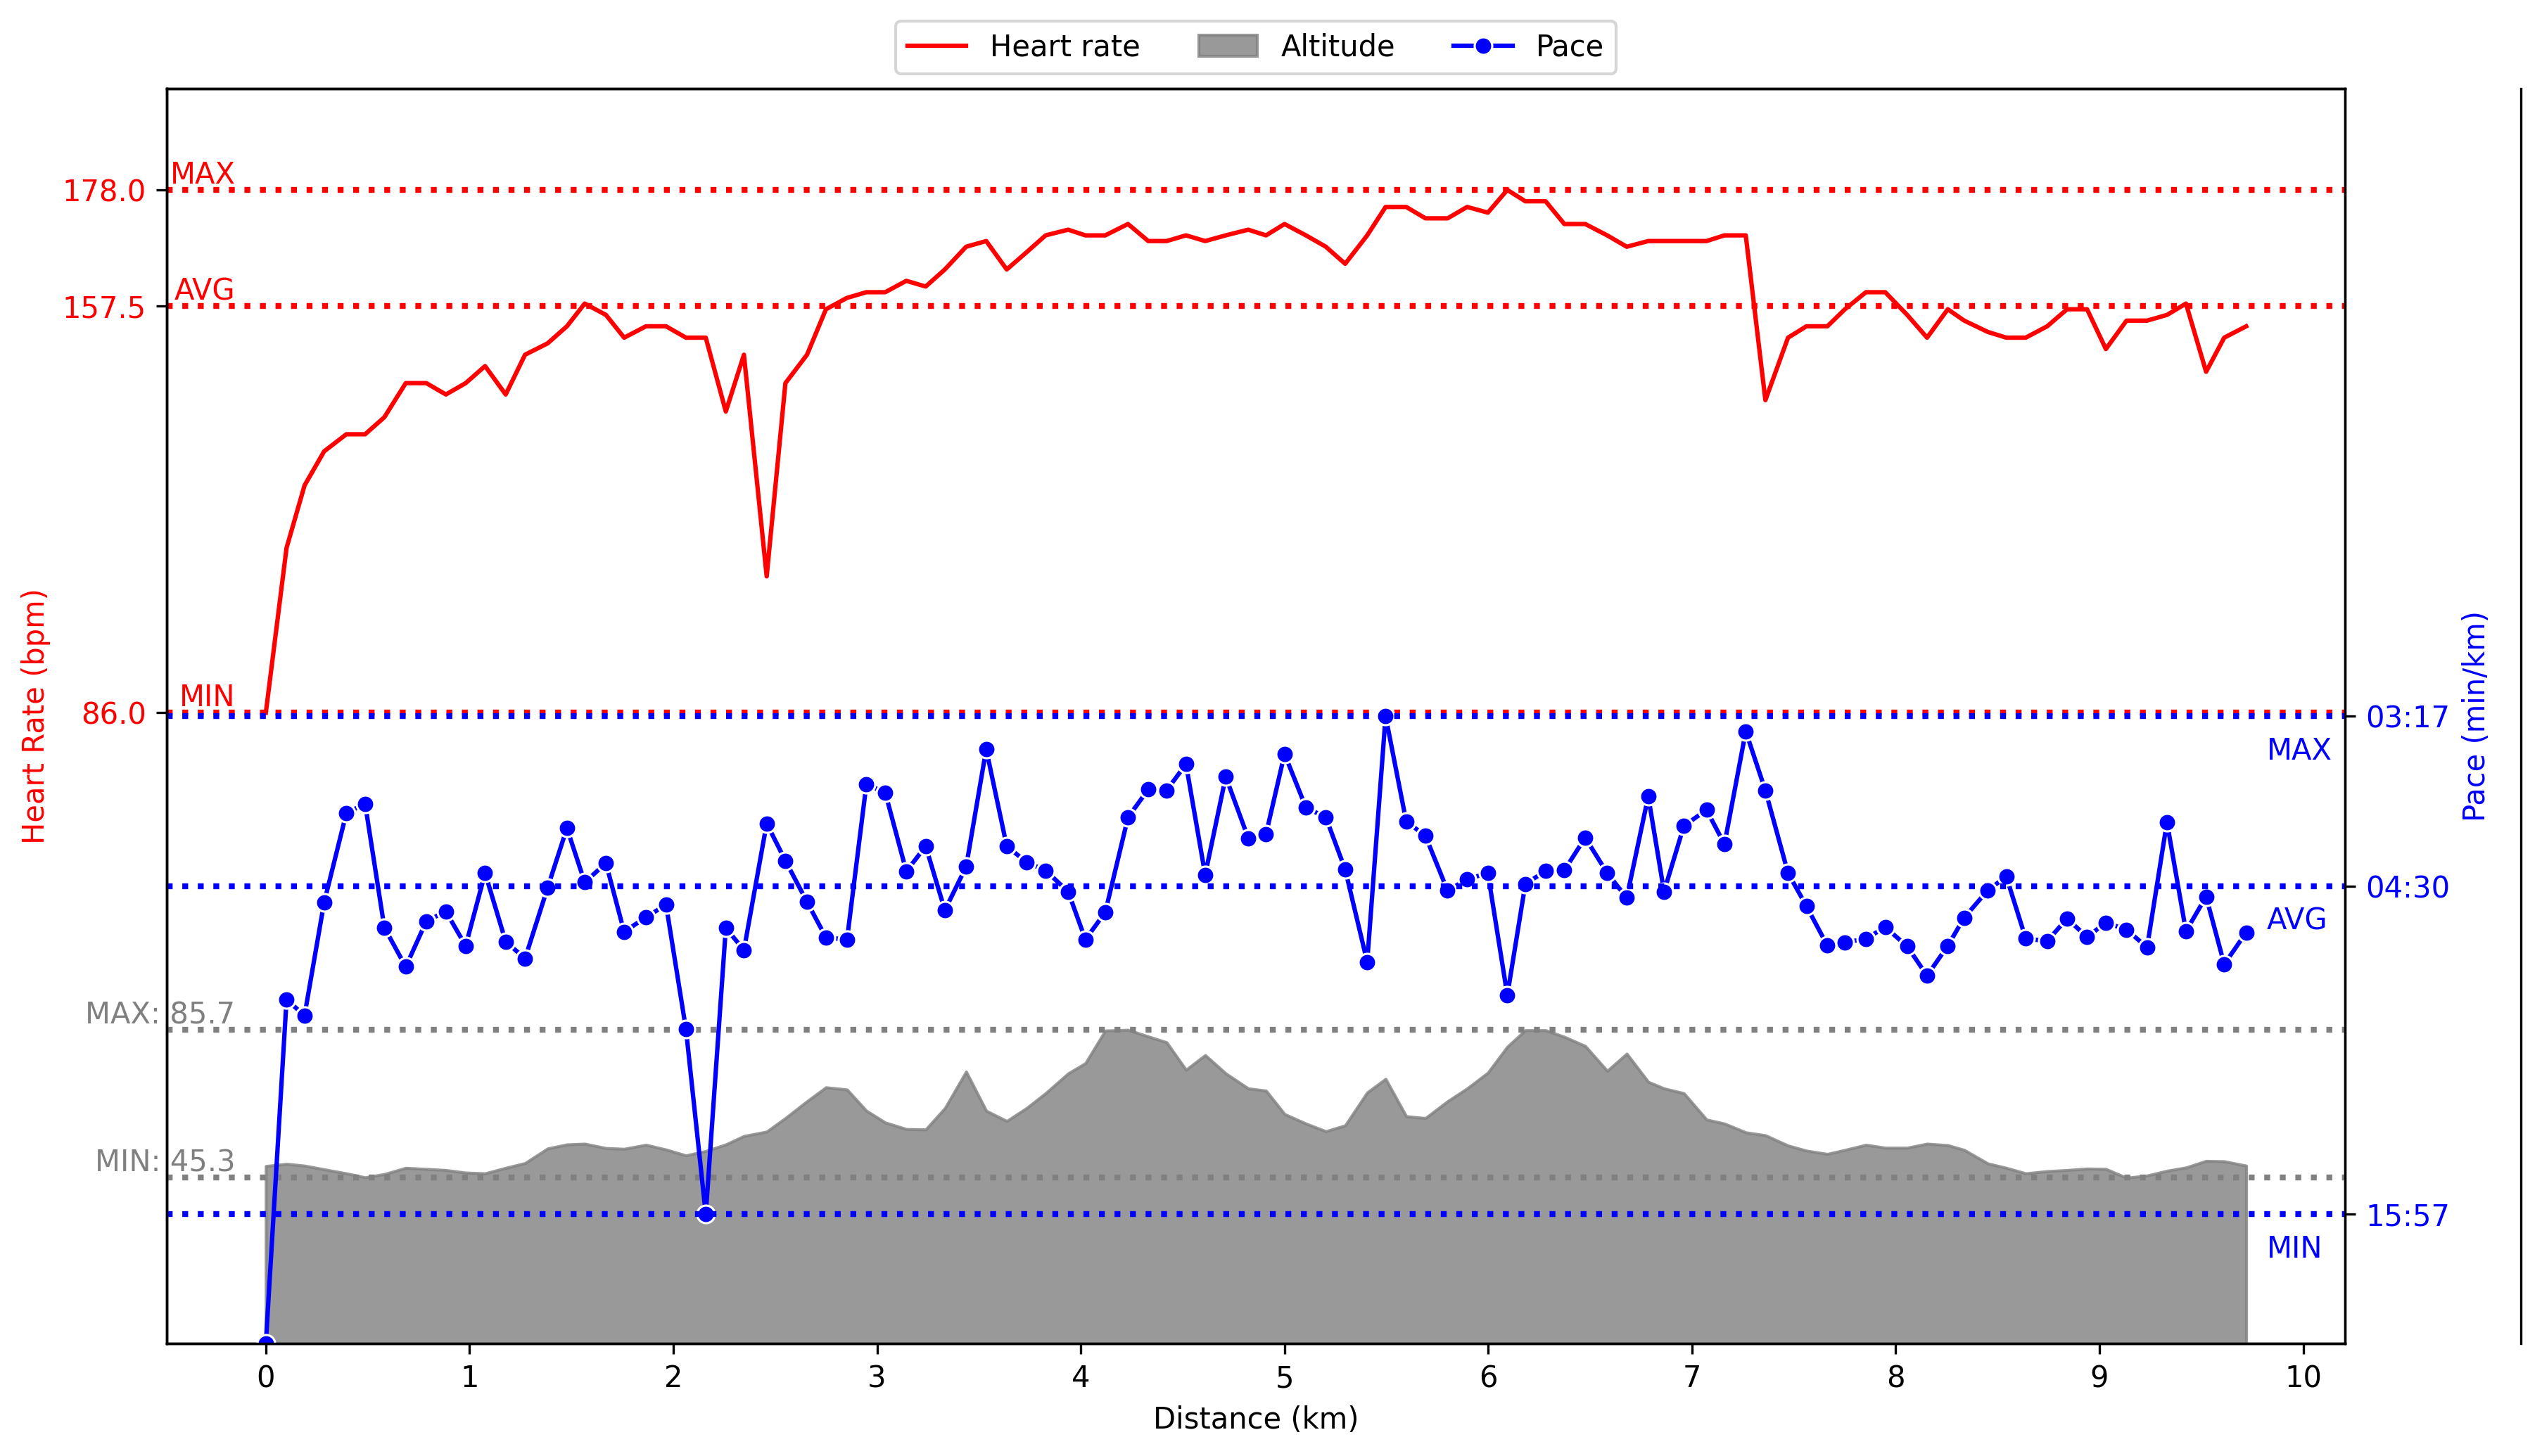 Heart rate Altitude Pace
MAX
178.0
AVG
157.5
MIN
86.0
Heart Rate (bpm)
03:17
MAX
04:30
AVG
15:57
MIN
Pace (min/km)
MAX: 85.7
MIN: 45.3
0 1 2 3 4 5 6 7 8 9 10
Distance (km)